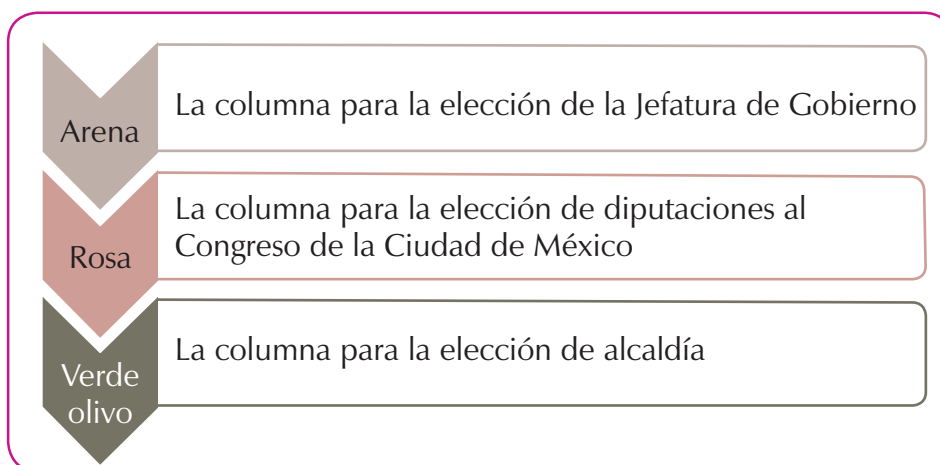 Arena
La columna para la elección de la Jefatura de Gobierno
Rosa
La columna para la elección de diputaciones al
Congreso de la Ciudad de México
Verde
olivo
La columna para la elección de alcaldía